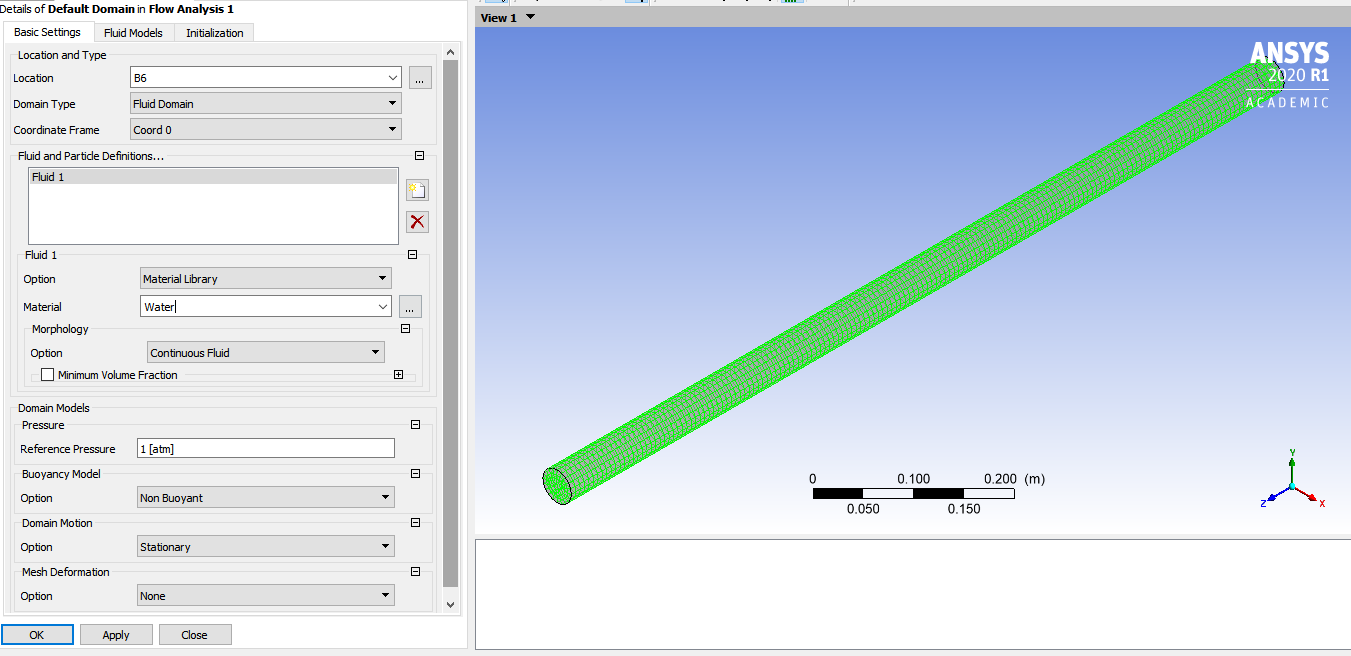 Details of Default Domain in Flow Analysis 1
Basic Settings Fluid Models Initialization
Location and Type
Location B6 ...
Domain Type Fluid Domain
Coordinate Frame Coord 0
Fluid and Particle Definitions...
Fluid 1
Fluid 1
Option Material Library
Material Water ...
Morphology
Option Continuous Fluid
Minimum Volume Fraction
Domain Models
Pressure
Reference Pressure 1 [atm]
Buoyancy Model
Option Non Buoyant
Domain Motion
Option Stationary
Mesh Deformation
Option None
OK Apply Close
View 1
ANSYS
2020 R1
ACADEMIC
0 0.100 0.200 (m)
0.050 0.150
Y
Z X